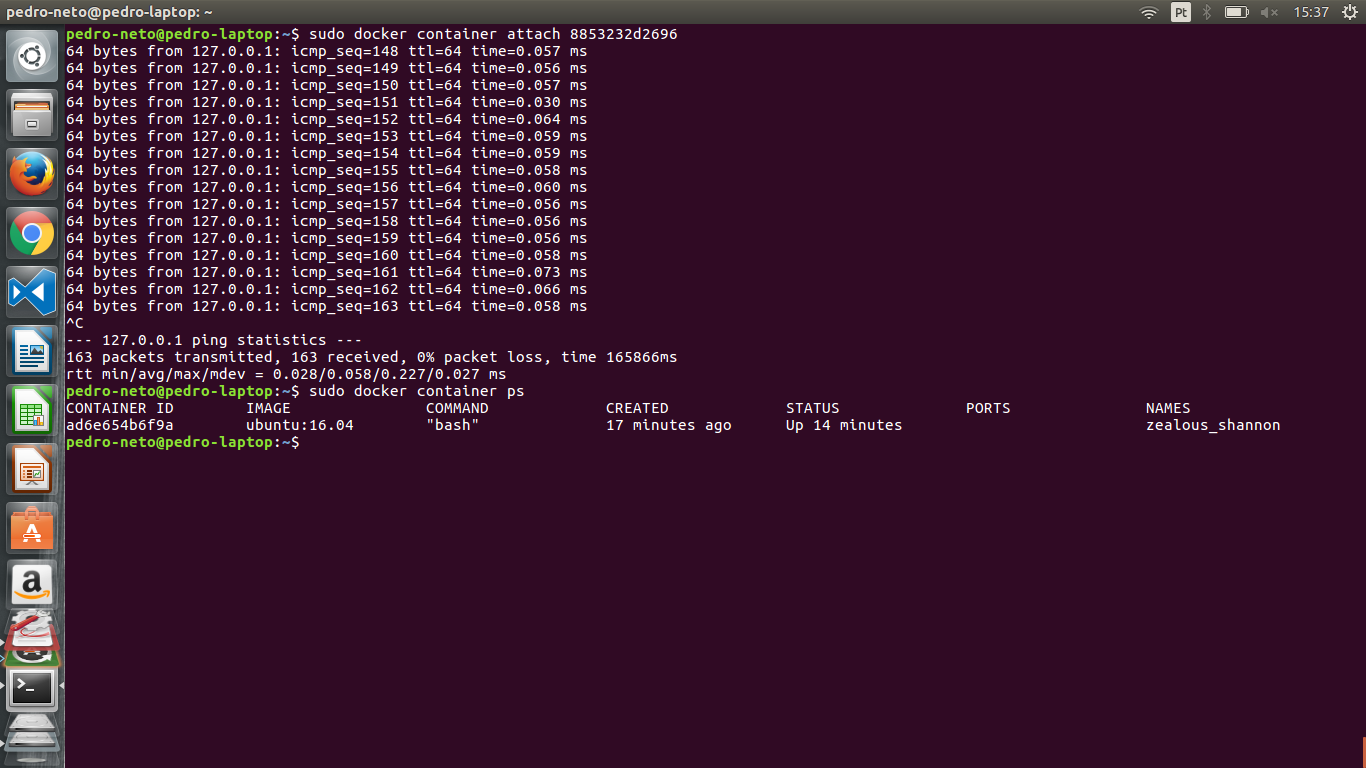 pedro-neto@pedro-laptop: ~ Pt 15:37
pedro-neto@pedro-laptop:~$ sudo docker container attach 8853232d2696
64 bytes from 127.0.0.1: icmp_seq=148 ttl=64 time=0.057 ms
64 bytes from 127.0.0.1: icmp_seq=149 ttl=64 time=0.056 ms
64 bytes from 127.0.0.1: icmp_seq=150 ttl=64 time=0.057 ms
64 bytes from 127.0.0.1: icmp_seq=151 ttl=64 time=0.030 ms
64 bytes from 127.0.0.1: icmp_seq=152 ttl=64 time=0.064 ms
64 bytes from 127.0.0.1: icmp_seq=153 ttl=64 time=0.059 ms
64 bytes from 127.0.0.1: icmp_seq=154 ttl=64 time=0.059 ms
64 bytes from 127.0.0.1: icmp_seq=155 ttl=64 time=0.058 ms
64 bytes from 127.0.0.1: icmp_seq=156 ttl=64 time=0.060 ms
64 bytes from 127.0.0.1: icmp_seq=157 ttl=64 time=0.056 ms
64 bytes from 127.0.0.1: icmp_seq=158 ttl=64 time=0.056 ms
64 bytes from 127.0.0.1: icmp_seq=159 ttl=64 time=0.056 ms
64 bytes from 127.0.0.1: icmp_seq=160 ttl=64 time=0.058 ms
64 bytes from 127.0.0.1: icmp_seq=161 ttl=64 time=0.073 ms
64 bytes from 127.0.0.1: icmp_seq=162 ttl=64 time=0.066 ms
64 bytes from 127.0.0.1: icmp_seq=163 ttl=64 time=0.058 ms
^C
--- 127.0.0.1 ping statistics ---
163 packets transmitted, 163 received, 0% packet loss, time 165866ms
rtt min/avg/max/mdev = 0.028/0.058/0.227/0.027 ms
pedro-neto@pedro-laptop:~$ sudo docker container ps
CONTAINER ID IMAGE COMMAND CREATED STATUS PORTS NAMES
ad6e654b6f9a ubuntu:16.04 "bash" 17 minutes ago Up 14 minutes zealous_shannon
pedro-neto@pedro-laptop:~$